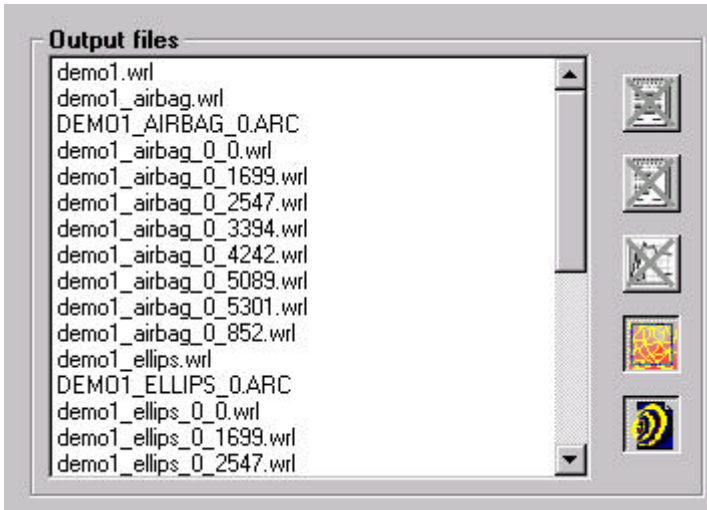 Output files
demo1.wrl
demo1_airbag.wrl
DEMO1_AIRBAG_0.ARC
demo1_airbag_0_0.wrl
demo1_airbag_0_1699.wrl
demo1_airbag_0_2547.wrl
demo1_airbag_0_3394.wrl
demo1_airbag_0_4242.wrl
demo1_airbag_0_5089.wrl
demo1_airbag_0_5301.wrl
demo1_airbag_0_852.wrl
demo1_ellips.wrl
DEMO1_ELLIPS_0.ARC
demo1_ellips_0_0.wrl
demo1_ellips_0_1699.wrl
demo1_ellips_0_2547.wrl